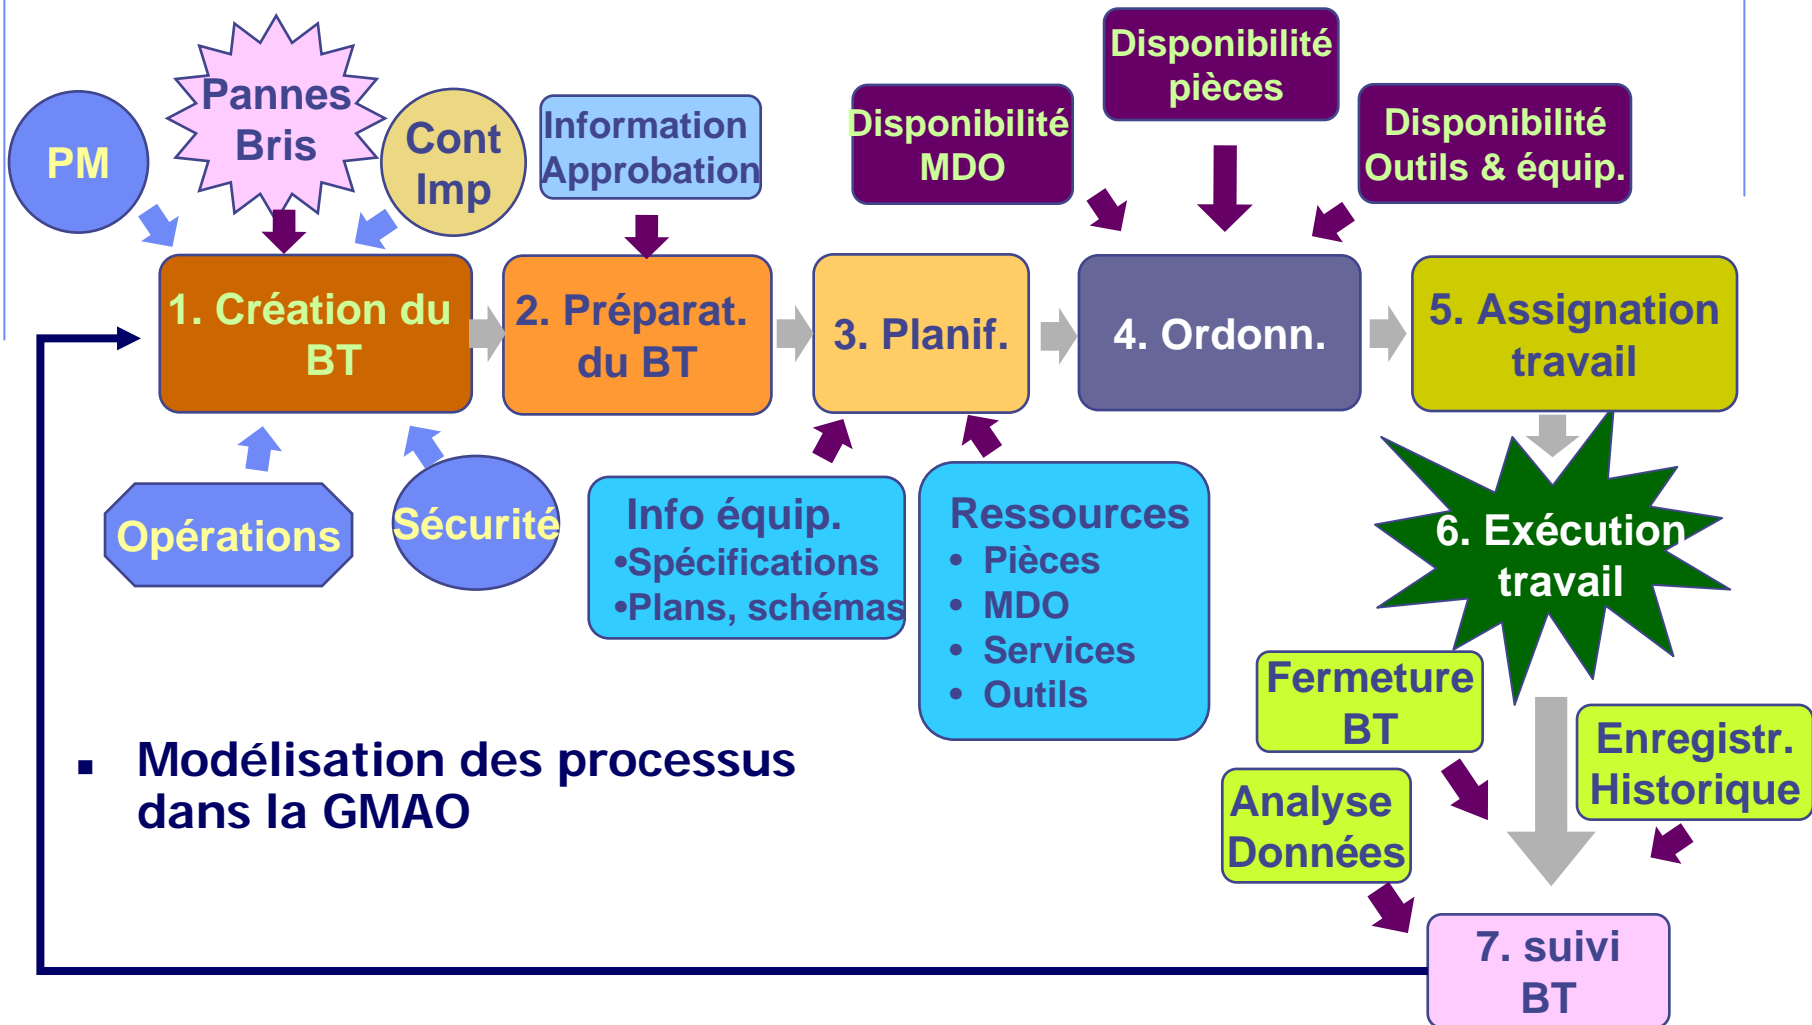 PM
Pannes
Bris
Cont
Imp
Information
Approbation
Disponibilité
MDO
Disponibilité
pièces
Disponibilité
Outils & équip.
1. Création du
BT
2. Préparat.
du BT
3. Planif.
4. Ordonn.
5. Assignation
travail
Opérations
Sécurité
Info équip.
•Spécifications
•Plans, schémas
Ressources
• Pièces
• MDO
• Services
• Outils
6. Exécution
travail
Fermeture
BT
Enregistr.
Historique
Analyse
Données
7. suivi
BT
▪ Modélisation des processus
dans la GMAO